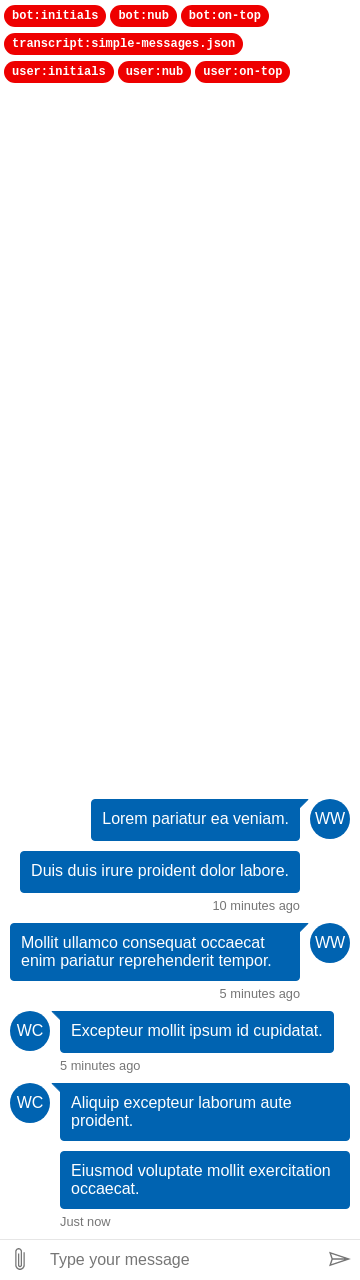 bot:initials bot:nub bot:on-top
transcript:simple-messages.json
user:initials user:nub user:on-top
Lorem pariatur ea veniam. WW
Duis duis irure proident dolor labore.
10 minutes ago
Mollit ullamco consequat occaecat WW
enim pariatur reprehenderit tempor.
5 minutes ago
WC Excepteur mollit ipsum id cupidatat.
5 minutes ago
WC Aliquip excepteur laborum aute
proident.
Eiusmod voluptate mollit exercitation
occaecat.
Just now
Type your message